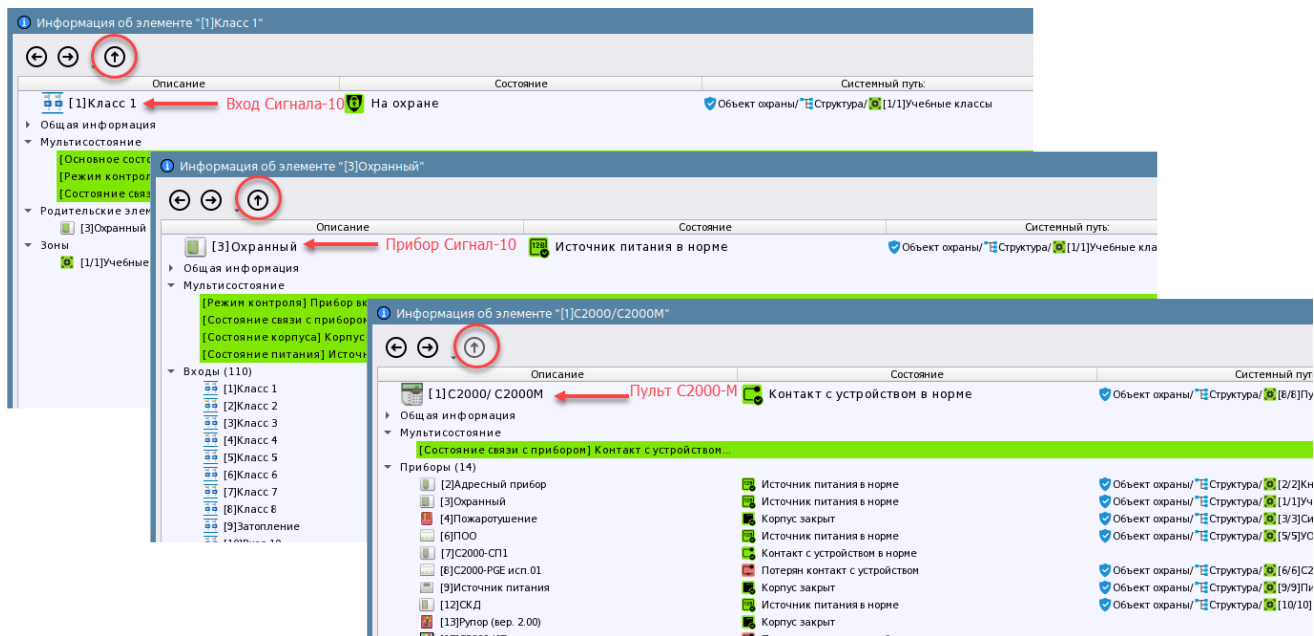 Информация об элементе "[1]Класс 1"
Описание Состояние Системный путь:
[1]Класс 1 Вход Сигнала-10 На охране Объект охраны/ Структура/ [1/1]Учебные классы
Общая информация
Мультисостояние
[Основное состо
[Режим контрол
[Состояние связ
Родительские элем
[3]Охранный
Зоны
[1/1]Учебные
Информация об элементе "[3]Охранный"
Описание Состояние Системный путь:
[3]Охранный Прибор Сигнал-10 128 Источник питания в норме Объект охраны/ Структура/ [1/1]Учебные кла
Общая информация
Мультисостояние
[Режим контроля] Прибор вк
[Состояние связи с прибором
[Состояние корпуса] Корпус
[Состояние питания] Источн
Входы (110)
[1]Класс 1
[2]Класс 2
[3]Класс 3
[4]Класс 4
[5]Класс 5
[6]Класс 6
[7]Класс 7
[8]Класс 8
[9]Затопление
Информация об элементе "[1]С2000/С2000М"
Описание Состояние Системный пут
[1]С2000/ С2000М Пульт С2000-М Контакт с устройством в норме Объект охраны/ Структура/ [8/8]Пу
Общая информация
Мультисостояние
[Состояние связи с прибором] Контакт с устройством...
Приборы (14)
[2]Адресный прибор Источник питания в норме Объект охраны/ Структура/ [2/2]Кн
[3]Охранный Источник питания в норме Объект охраны/ Структура/ [1/1]Уч
[4]Пожаротушение Корпус закрыт Объект охраны/ Структура/ [3/3]Си
[6]ПОО Источник питания в норме Объект охраны/ Структура/ [5/5]УО
[7]С2000-СП1 Контакт с устройством в норме
[8]С2000-PGE исп.01 Потерян контакт с устройством Объект охраны/ Структура/ [6/6]С2
[9]Источник питания Корпус закрыт Объект охраны/ Структура/ [9/9]Пи
[12]СКД Источник питания в норме Объект охраны/ Структура/ [10/10]
[13]Рупор (вер. 2.00) Корпус закрыт